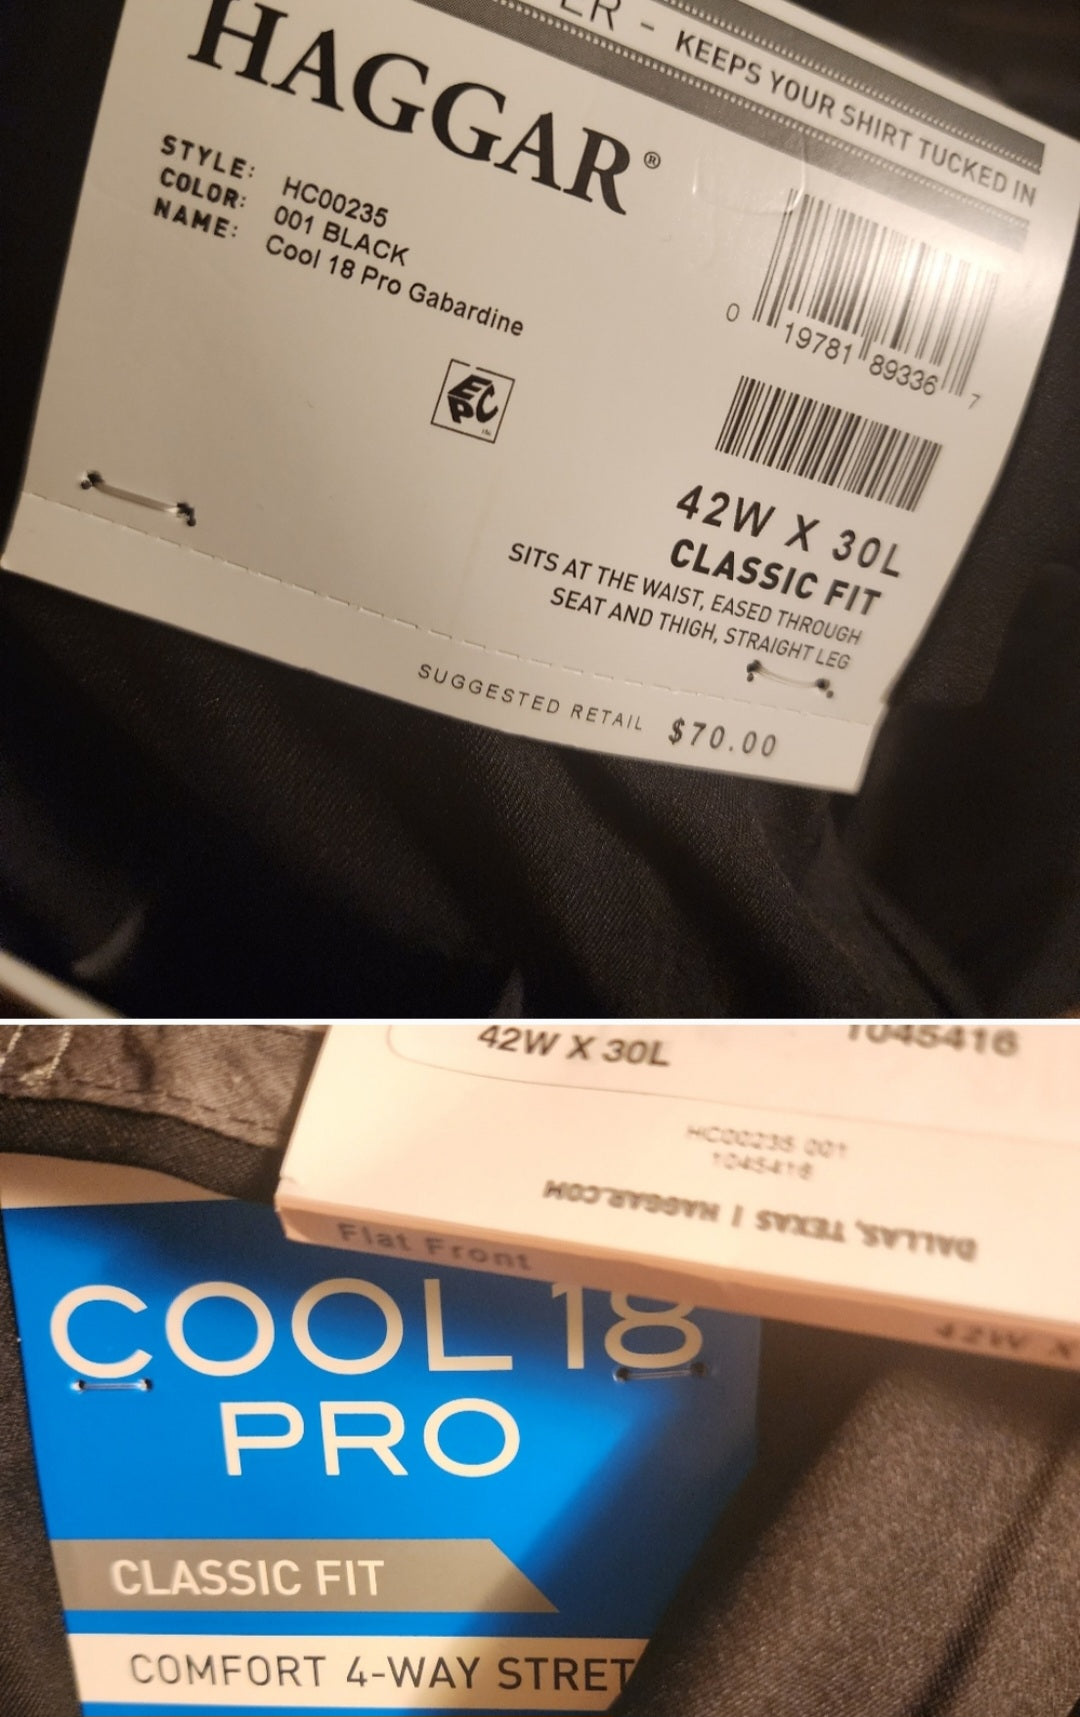 ER - KEEPS YOUR SHIRT TUCKED IN
HAGGAR®
STYLE: HC00235
COLOR: 001 BLACK
NAME: Cool 18 Pro Gabardine
0 19781 89336 7
EPC
42W X 30L
CLASSIC FIT
SITS AT THE WAIST, EASED THROUGH
SEAT AND THIGH, STRAIGHT LEG
SUGGESTED RETAIL $70.00
42W X 30L
1045416
HC00235 001
1045416
DALLAS, TEXAS | HAGGAR.COM
Flat Front
42W X
COOL 18
PRO
CLASSIC FIT
COMFORT 4-WAY STRET